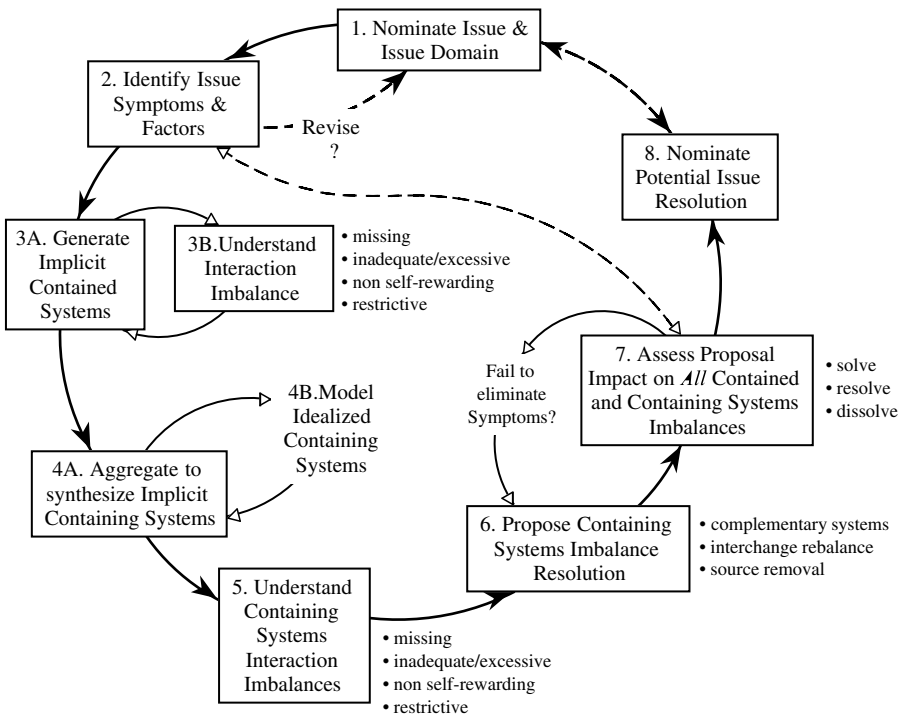 1. Nominate Issue &
Issue Domain
2. Identify Issue
Symptoms &
Factors
Revise
?
8. Nominate
Potential Issue
Resolution
3A. Generate
Implicit
Contained
Systems
3B.Understand
Interaction
Imbalance
• missing
• inadequate/excessive
• non self-rewarding
• restrictive
7. Assess Proposal
Impact on All Contained
and Containing Systems
Imbalances
• solve
• resolve
• dissolve
Fail to
eliminate
Symptoms?
4B.Model
Idealized
Containing
Systems
4A. Aggregate to
synthesize Implicit
Containing Systems
6. Propose Containing
Systems Imbalance
Resolution
• complementary systems
• interchange rebalance
• source removal
5. Understand
Containing
Systems
Interaction
Imbalances
• missing
• inadequate/excessive
• non self-rewarding
• restrictive